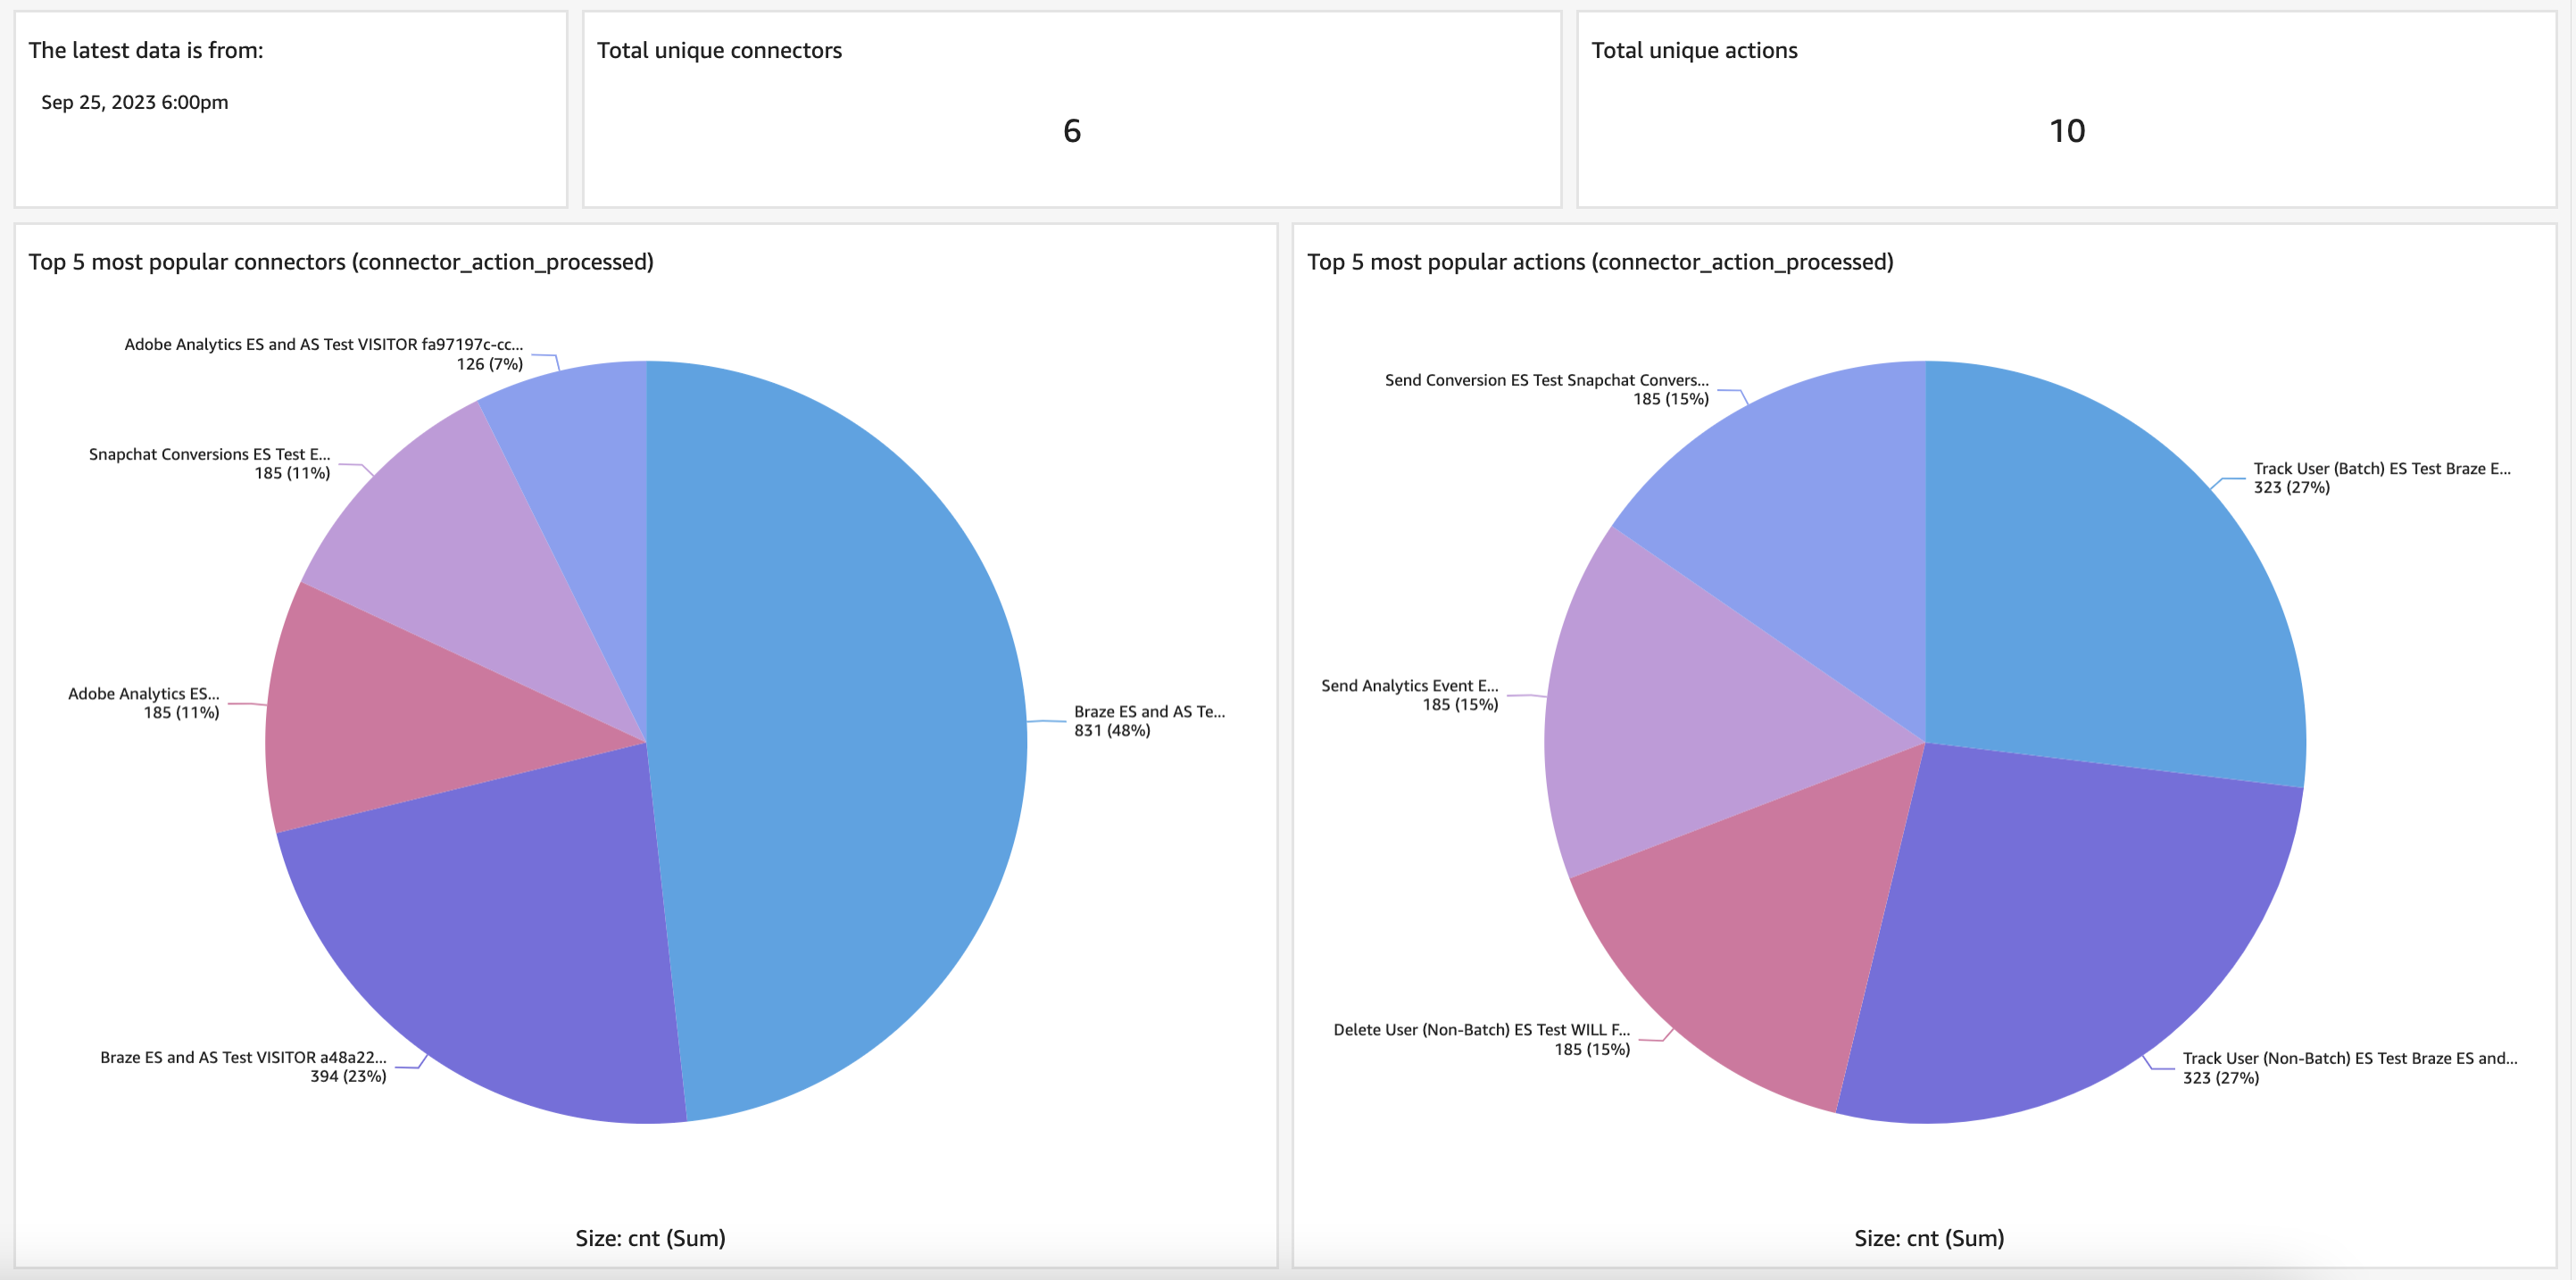 The latest data is from:
Sep 25, 2023 6:00pm
Total unique connectors
6
Total unique actions
10
Top 5 most popular connectors (connector_action_processed)
Adobe Analytics ES and AS Test VISITOR fa97197c-cc...
126 (7%)
Snapchat Conversions ES Test E...
185 (11%)
Adobe Analytics ES...
185 (11%)
Braze ES and AS Te...
831 (48%)
Braze ES and AS Test VISITOR a48a22...
394 (23%)
Size: cnt (Sum)
Top 5 most popular actions (connector_action_processed)
Send Conversion ES Test Snapchat Convers...
185 (15%)
Track User (Batch) ES Test Braze E...
323 (27%)
Send Analytics Event E...
185 (15%)
Delete User (Non-Batch) ES Test WILL F...
185 (15%)
Track User (Non-Batch) ES Test Braze ES and...
323 (27%)
Size: cnt (Sum)